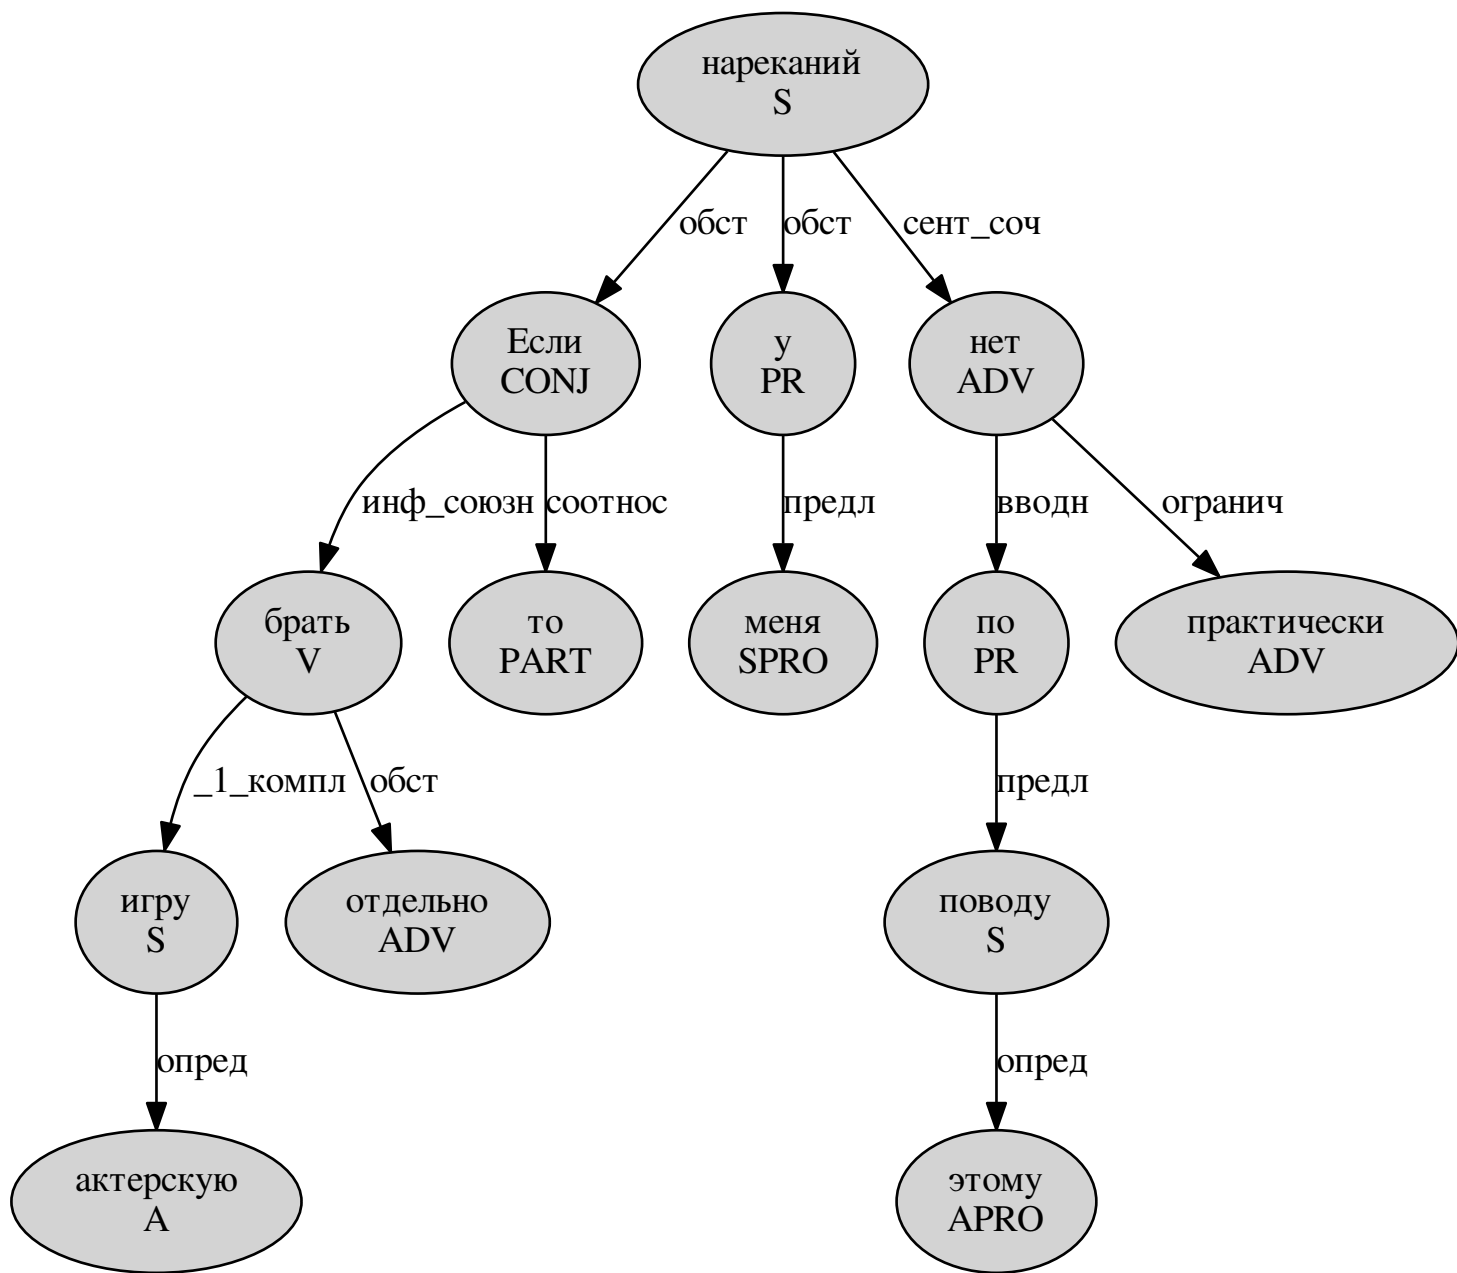 нареканий
S
обст
обст
сент_соч
Если
CONJ
у
PR
нет
ADV
инф_союзн
соотнос
предл
вводн
огранич
брать
V
то
PART
меня
SPRO
по
PR
практически
ADV
_1_компл
обст
предл
игру
S
отдельно
ADV
поводу
S
опред
опред
актерскую
A
этому
APRO